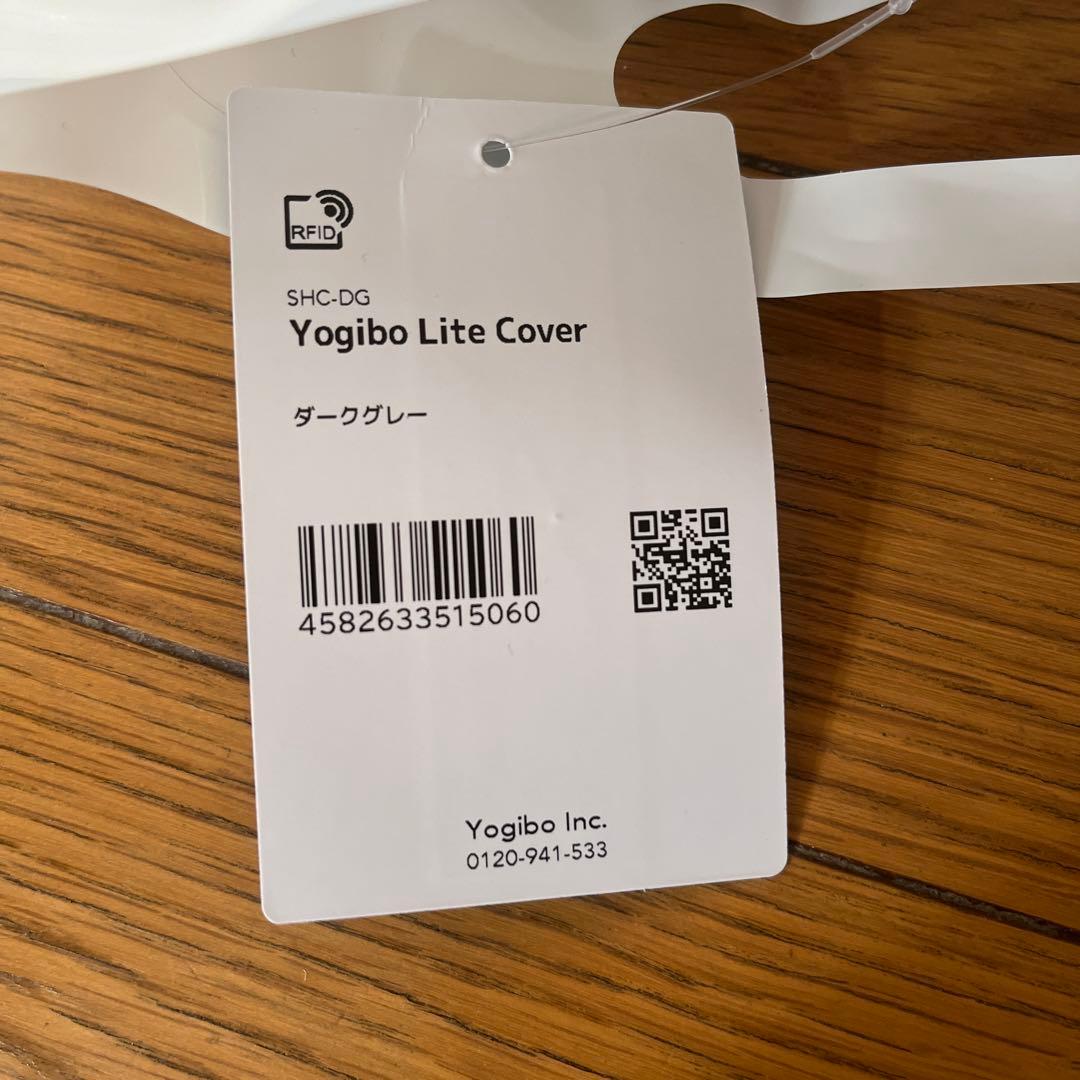 RFID
SHC-DG
Yogibo Lite Cover
ダークグレー
4582633515060
Yogibo Inc.
0120-941-533